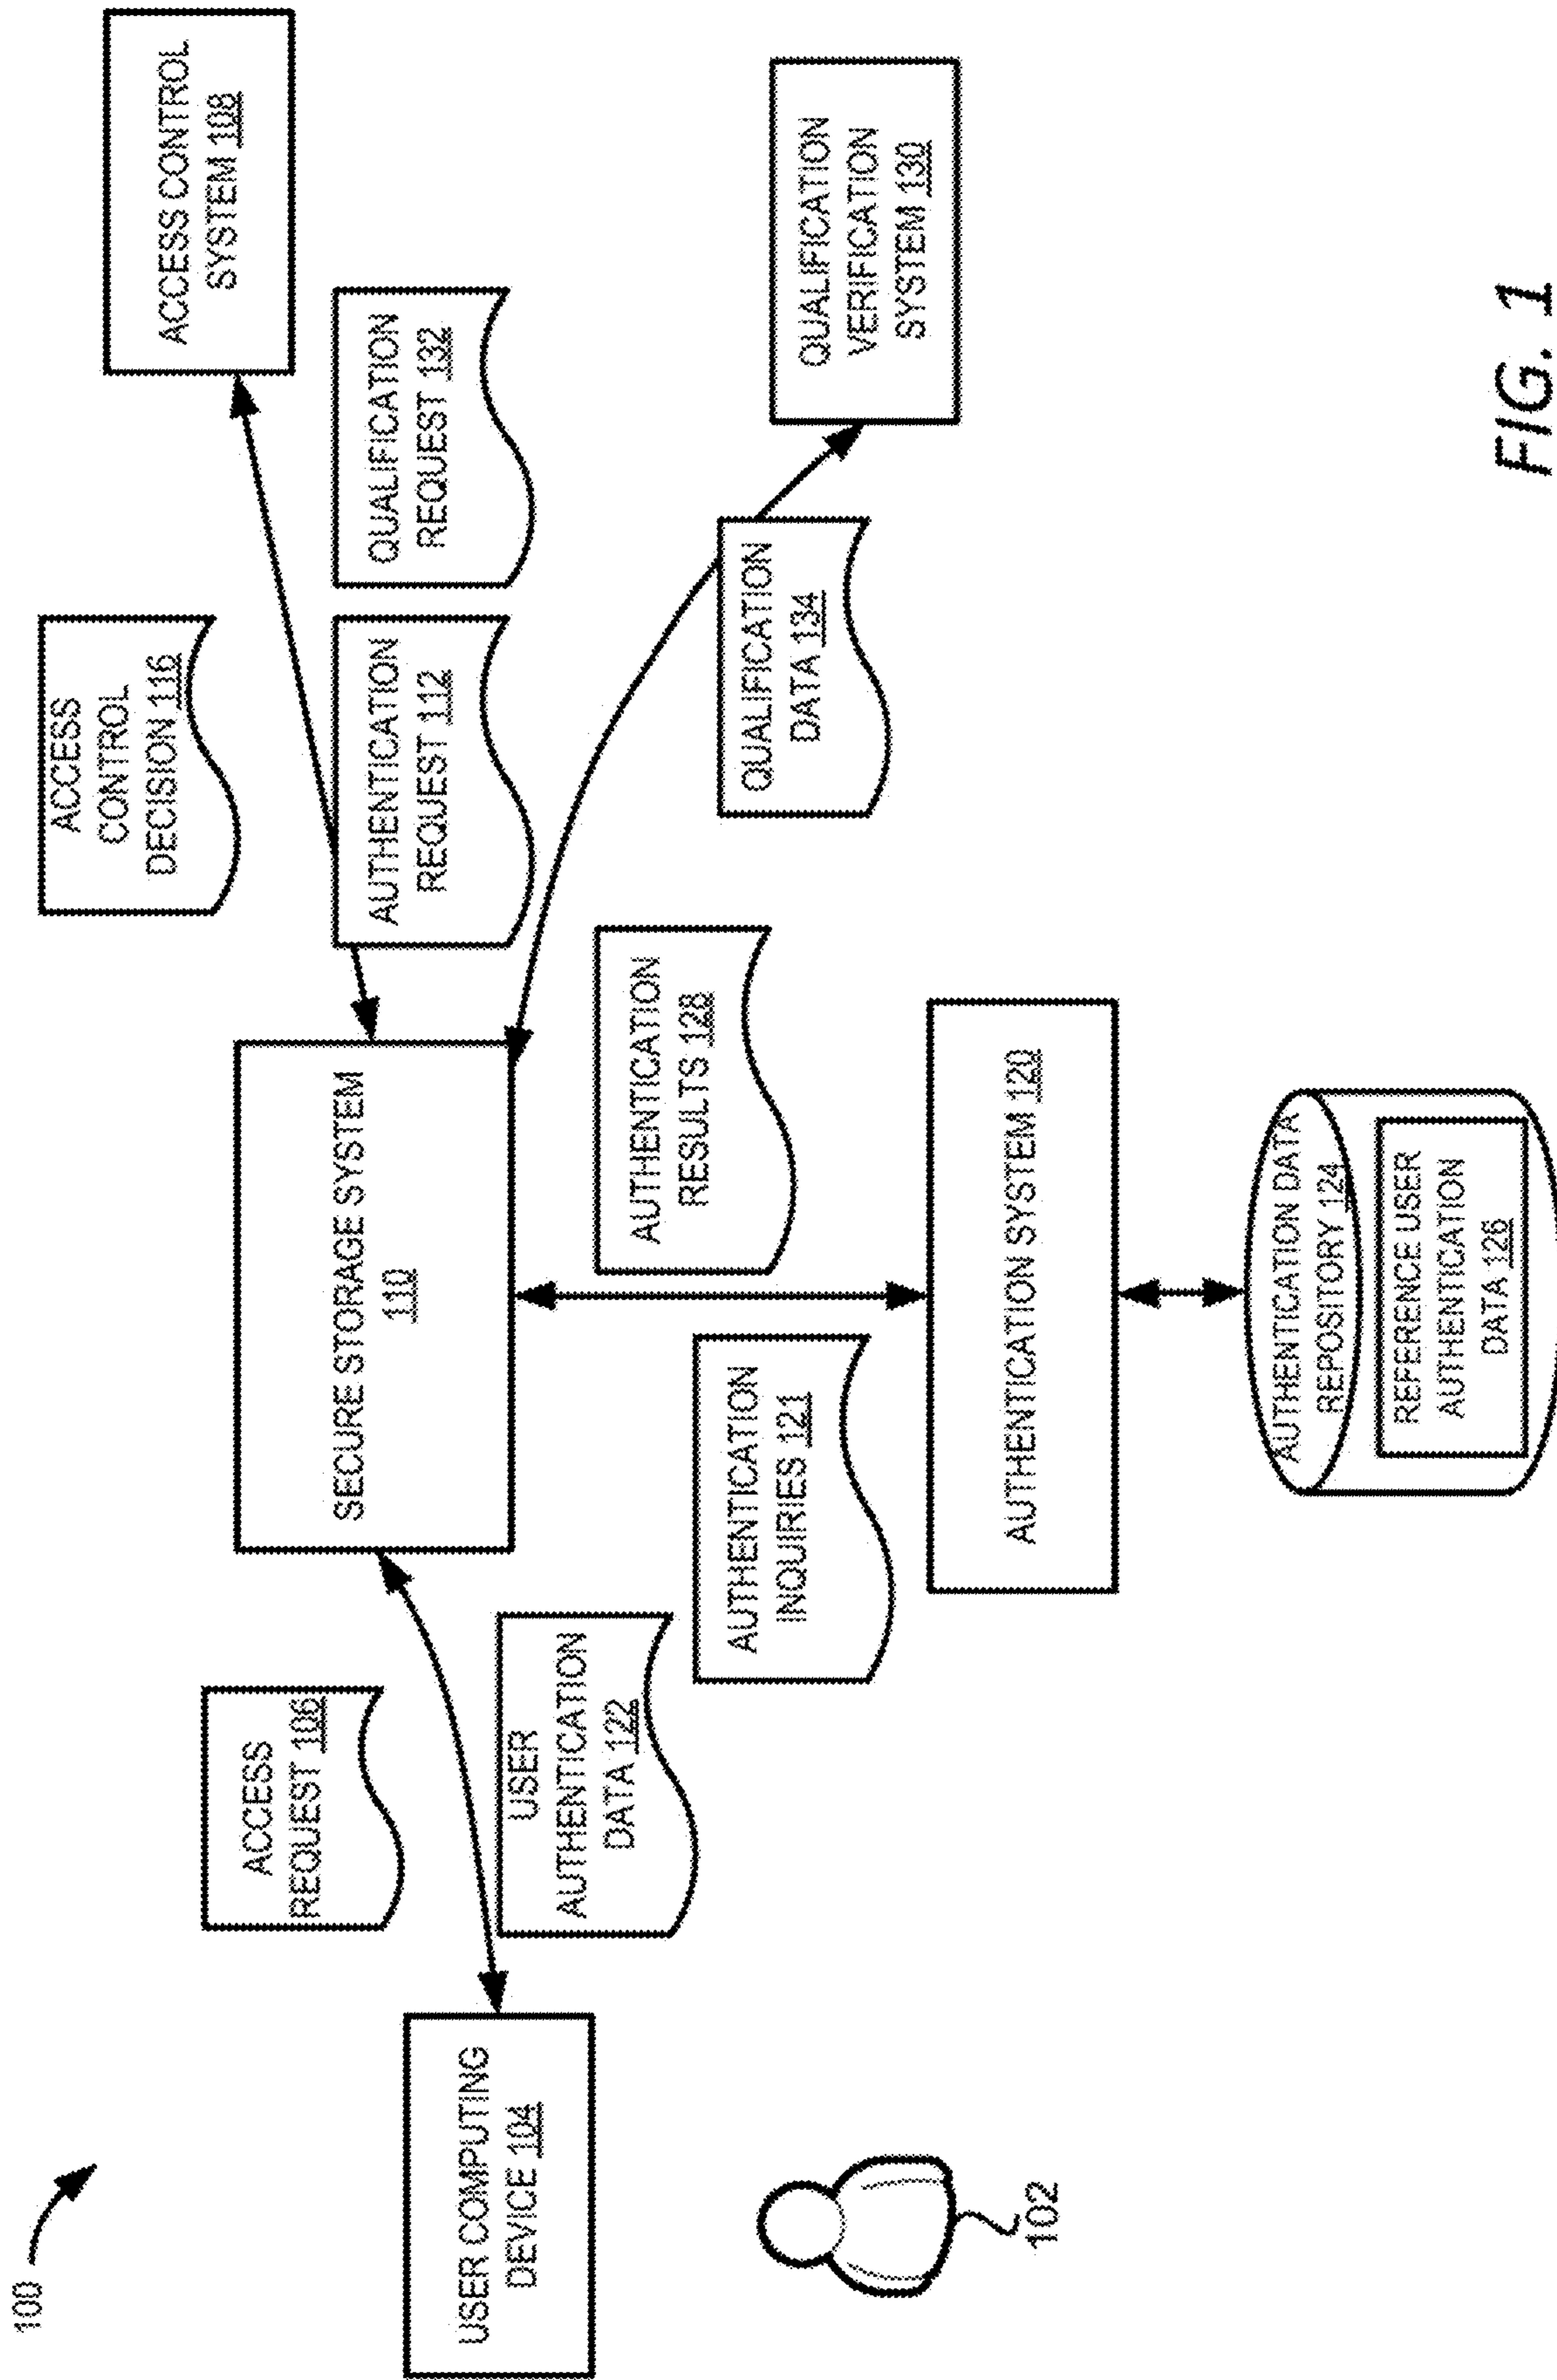 100
ACCESS
CONTROL
DECISION 116
ACCESS CONTROL
SYSTEM 108
ACCESS
REQUEST 106
SECURE STORAGE SYSTEM
110
AUTHENTICATION
REQUEST 112
QUALIFICATION
REQUEST 132
USER COMPUTING
DEVICE 104
USER
AUTHENTICATION
DATA 122
AUTHENTICATION
RESULTS 128
AUTHENTICATION
INQUIRIES 121
QUALIFICATION
DATA 134
QUALIFICATION
VERIFICATION
SYSTEM 130
102
AUTHENTICATION SYSTEM 120
AUTHENTICATION DATA
REPOSITORY 124
REFERENCE USER
AUTHENTICATION
DATA 126
FIG. 1